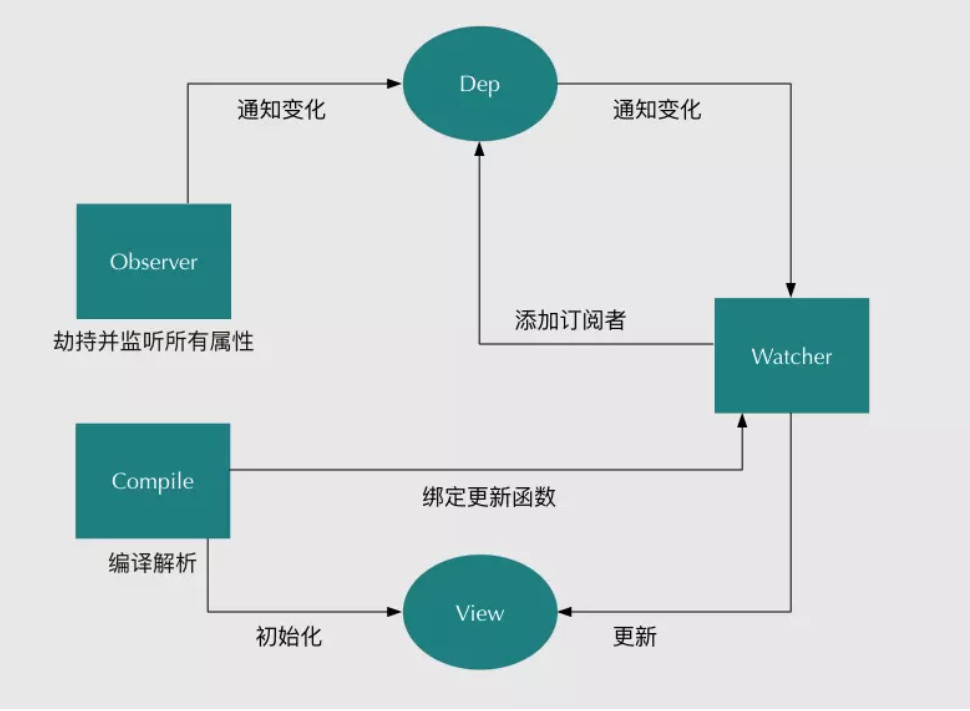 Dep
通知变化
通知变化
Observer
劫持并监听所有属性
添加订阅者
Watcher
Compile
绑定更新函数
编译解析
View
初始化
更新